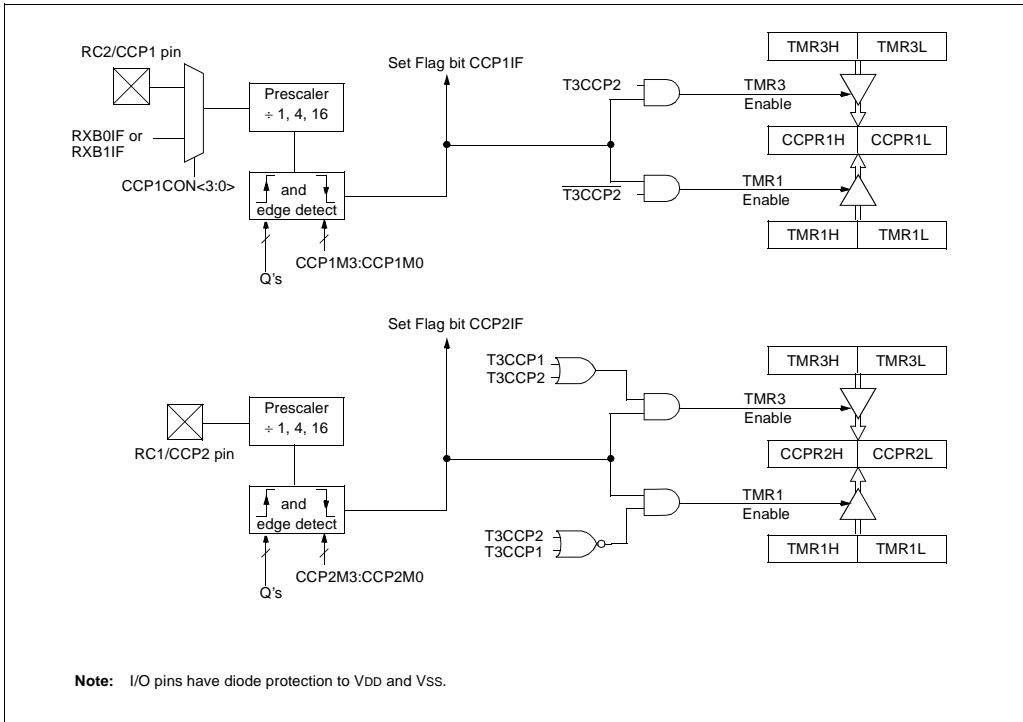 RC2/CCP1 pin
RXB0IF or
RXB1IF
CCP1CON<3:0>
Prescaler
÷ 1, 4, 16
and
edge detect
Q's
CCP1M3:CCP1M0
Set Flag bit CCP1IF
T3CCP2
T̅3̅C̅C̅P̅2̅
TMR3
Enable
TMR1
Enable
TMR3H TMR3L
CCPR1H CCPR1L
TMR1H TMR1L
Set Flag bit CCP2IF
RC1/CCP2 pin
Prescaler
÷ 1, 4, 16
and
edge detect
Q's
CCP2M3:CCP2M0
T3CCP1
T3CCP2
T3CCP2
T3CCP1
TMR3
Enable
TMR1
Enable
TMR3H TMR3L
CCPR2H CCPR2L
TMR1H TMR1L
Note: I/O pins have diode protection to VDD and VSS.